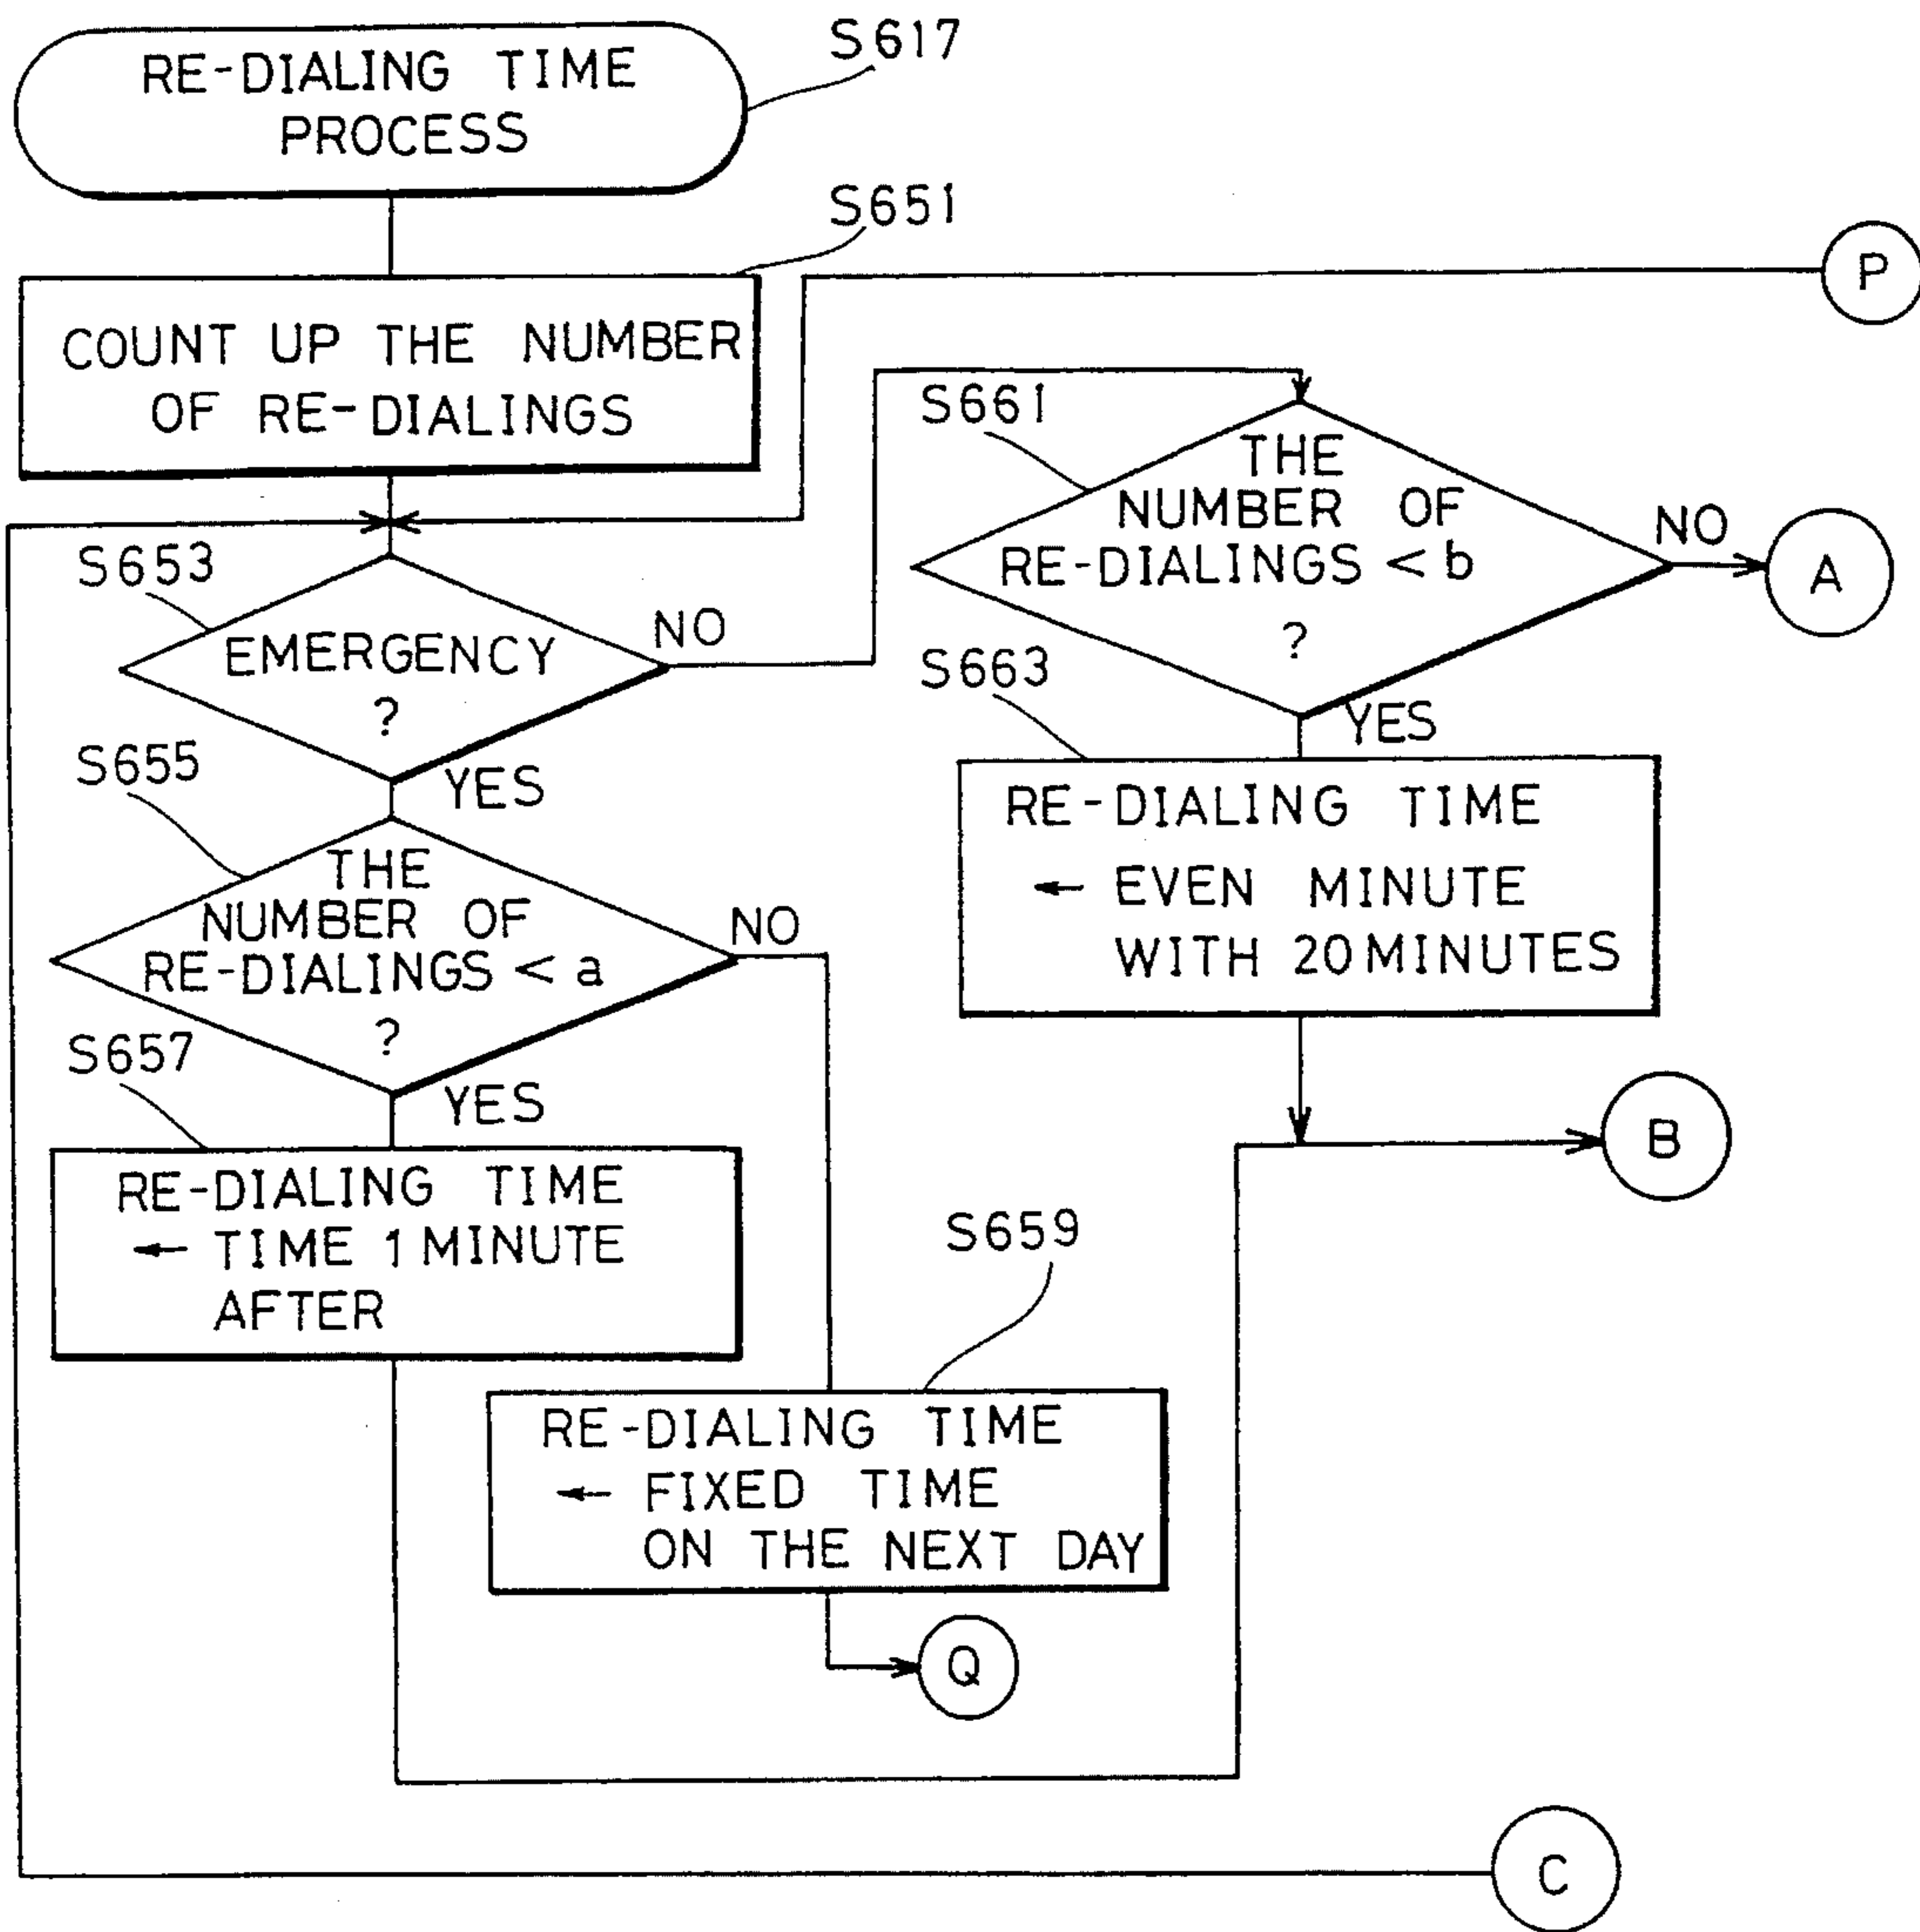 RE-DIALING TIME
PROCESS
S617
S651
COUNT UP THE NUMBER
OF RE-DIALINGS
P
S653
EMERGENCY
?
NO
YES
S661
THE
NUMBER OF
RE-DIALINGS < b
?
NO
A
YES
S663
RE-DIALING TIME
← EVEN MINUTE
WITH 20 MINUTES
B
S655
THE
NUMBER OF
RE-DIALINGS < a
?
NO
YES
S657
RE-DIALING TIME
← TIME 1 MINUTE
AFTER
S659
RE-DIALING TIME
← FIXED TIME
ON THE NEXT DAY
Q
C